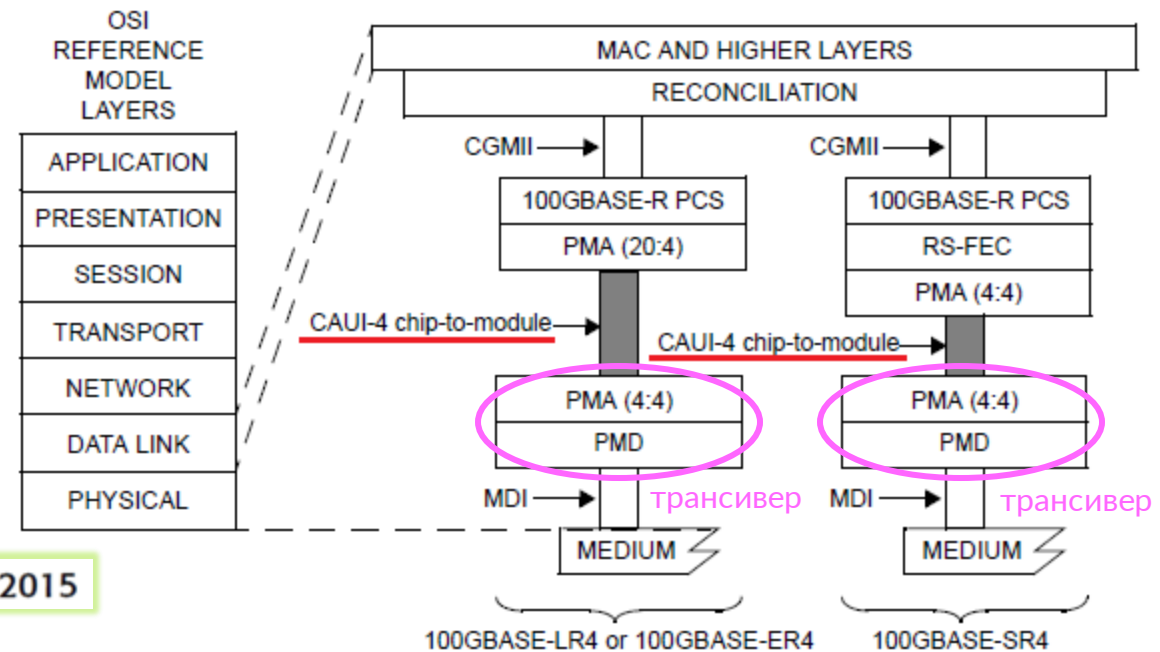 OSI
REFERENCE
MODEL
LAYERS
APPLICATION
PRESENTATION
SESSION
TRANSPORT
NETWORK
DATA LINK
PHYSICAL
2015
MAC AND HIGHER LAYERS
RECONCILIATION
CGMII
100GBASE-R PCS
PMA (20:4)
CAUI-4 chip-to-module
PMA (4:4)
PMD
MDI
трансивер
MEDIUM
100GBASE-LR4 or 100GBASE-ER4
CGMII
100GBASE-R PCS
RS-FEC
PMA (4:4)
CAUI-4 chip-to-module
PMA (4:4)
PMD
MDI
трансивер
MEDIUM
100GBASE-SR4